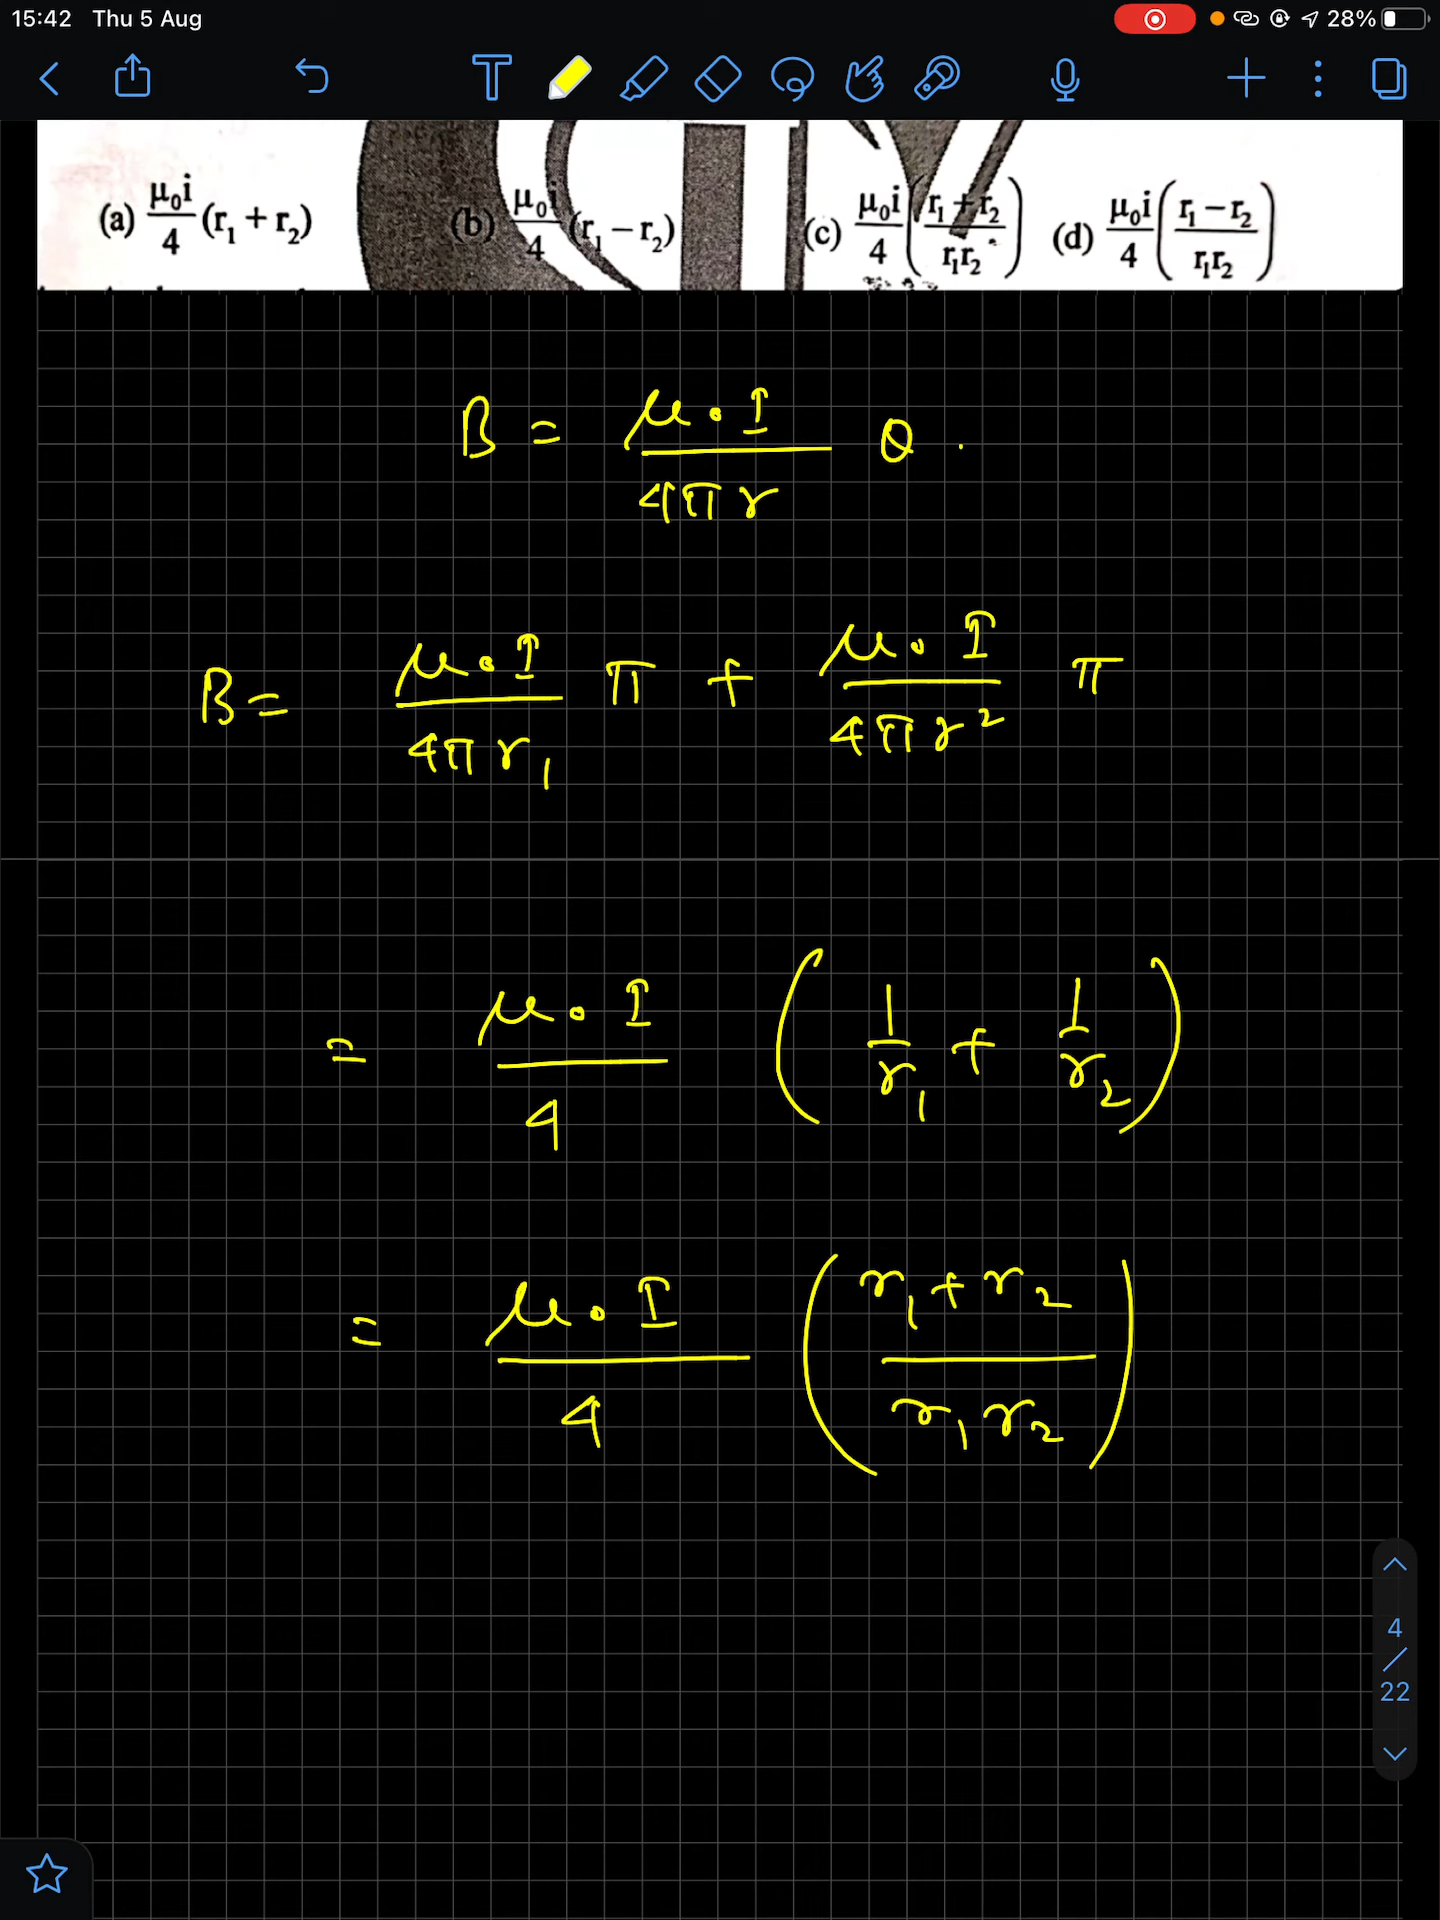 15:42 Thu 5 Aug 28%
(a) μ₀i/4 (r₁ + r₂) (b) μ₀i/4 (r₁ − r₂) (c) μ₀i/4 ((r₁ + r₂)/(r₁r₂)) (d) μ₀i/4 ((r₁ − r₂)/(r₁r₂))
B = μ₀I/(4πr) θ.
B = μ₀I/(4πr₁) π + μ₀I/(4πr²) π
= μ₀I/4 (1/r₁ + 1/r₂)
= μ₀I/4 ((r₁ + r₂)/(r₁r₂))
4
/
22